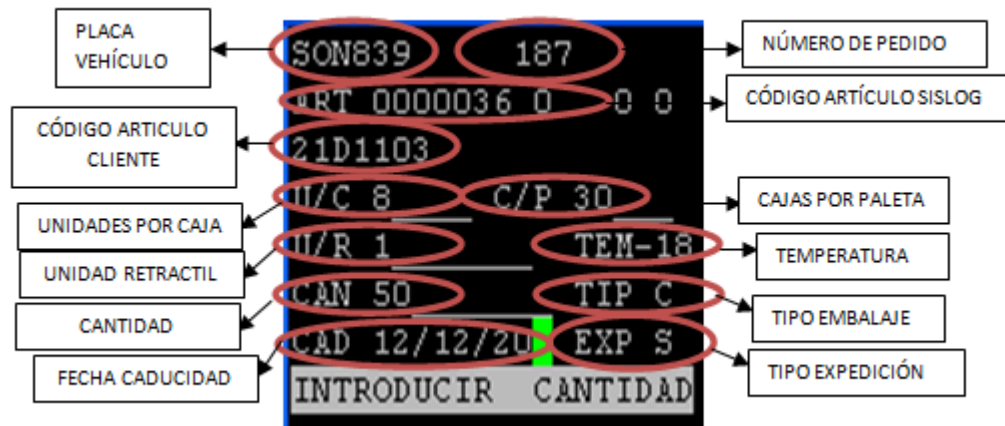 PLACA
VEHÍCULO
SON839 187
NÚMERO DE PEDIDO
ART 0000036 0 0 0
CÓDIGO ARTÍCULO SISLOG
CÓDIGO ARTICULO
CLIENTE
21D1103
U/C 8 C/P 30
UNIDADES POR CAJA
CAJAS POR PALETA
U/R 1 TEM-18
UNIDAD RETRACTIL
TEMPERATURA
CAN 50 TIP C
CANTIDAD
TIPO EMBALAJE
CAD 12/12/20 EXP S
FECHA CADUCIDAD
TIPO EXPEDICIÓN
INTRODUCIR CANTIDAD